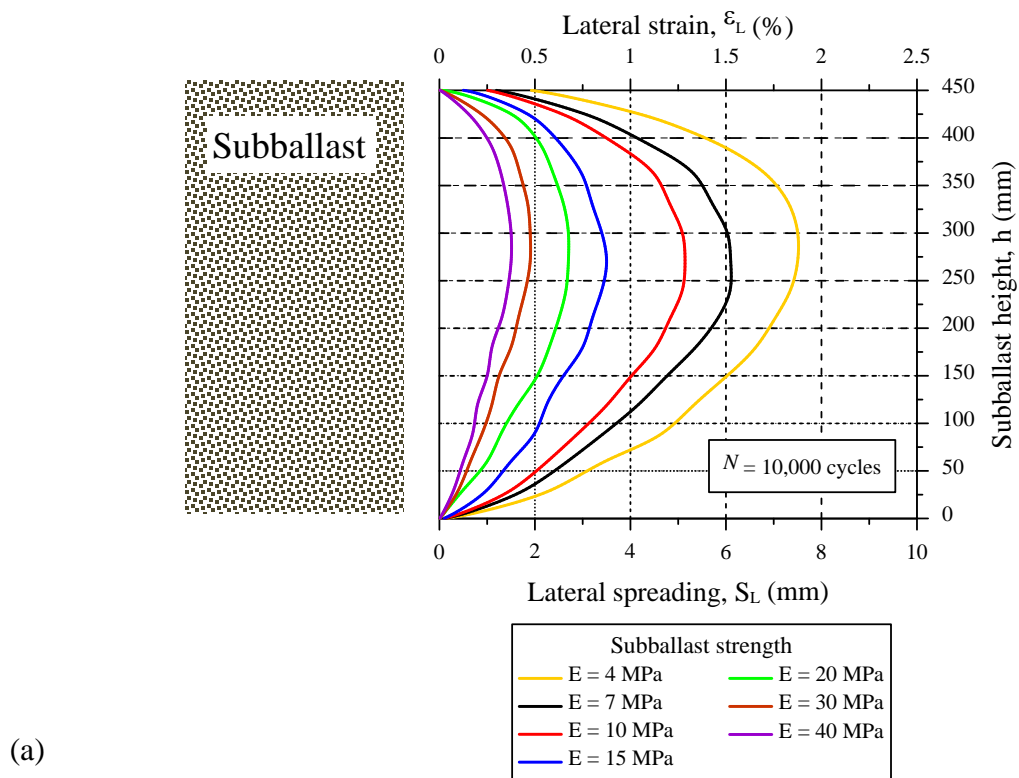 Lateral strain, εL (%)
0 0.5 1 1.5 2 2.5
Subballast
450
400
350
300
250
200
150
100
50
0
Subballast height, h (mm)
N = 10,000 cycles
0 2 4 6 8 10
Lateral spreading, SL (mm)
Subballast strength
E = 4 MPa E = 20 MPa
E = 7 MPa E = 30 MPa
E = 10 MPa E = 40 MPa
E = 15 MPa
(a)